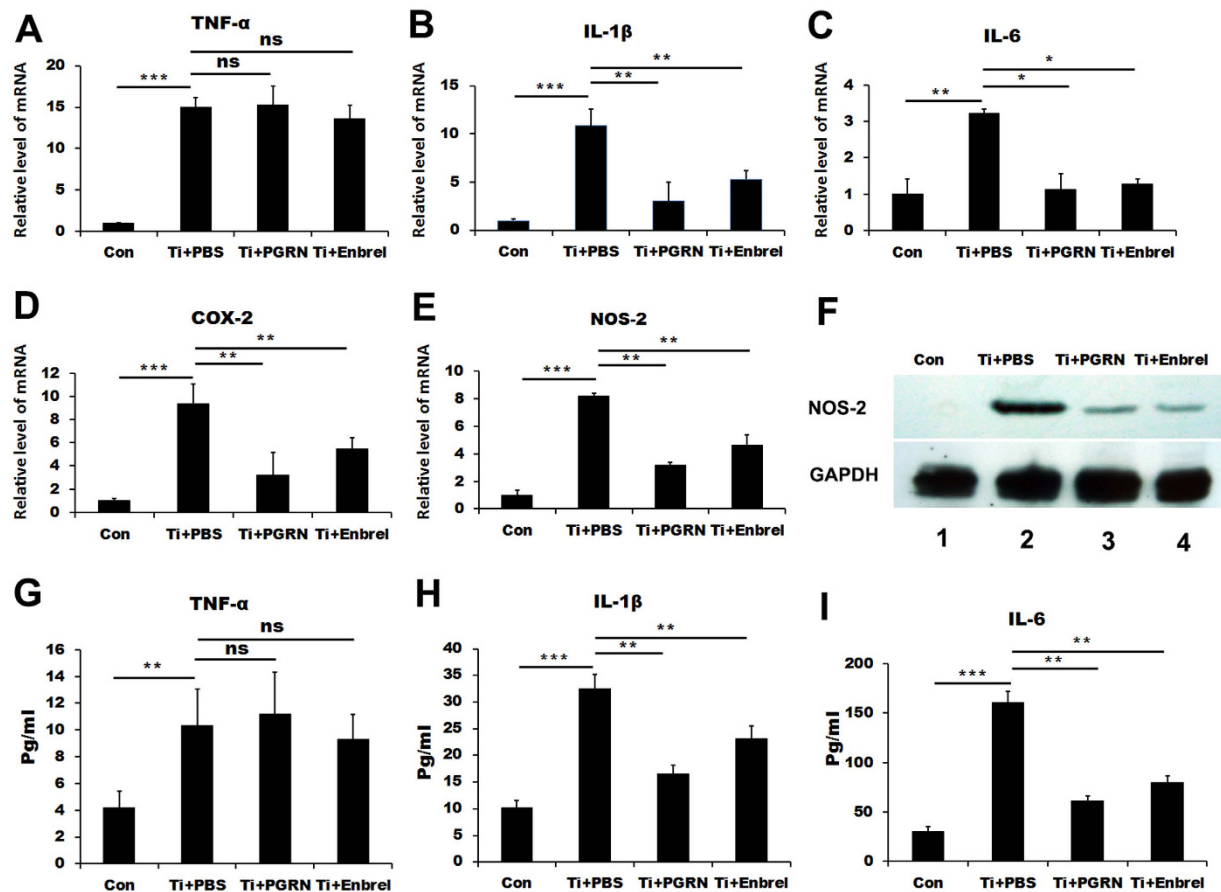 A
TNF-α
ns
ns
***
Relative level of mRNA
20
15
10
5
0
Con Ti+PBS Ti+PGRN Ti+Enbrel
B
IL-1β
**
**
***
Relative level of mRNA
15
10
5
0
Con Ti+PBS Ti+PGRN Ti+Enbrel
C
IL-6
*
*
**
Relative level of mRNA
4
3
2
1
0
Con Ti+PBS Ti+PGRN Ti+Enbrel
D
COX-2
**
**
***
Relative level of mRNA
12
10
8
6
4
2
0
Con Ti+PBS Ti+PGRN Ti+Enbrel
E
NOS-2
**
**
***
Relative level of mRNA
10
8
6
4
2
0
Con Ti+PBS Ti+PGRN Ti+Enbrel
F
Con Ti+PBS Ti+PGRN Ti+Enbrel
NOS-2
GAPDH
1 2 3 4
G
TNF-α
ns
ns
**
Pg/ml
16
14
12
10
8
6
4
2
0
Con Ti+PBS Ti+PGRN Ti+Enbrel
H
IL-1β
**
**
***
Pg/ml
40
35
30
25
20
15
10
5
0
Con Ti+PBS Ti+PGRN Ti+Enbrel
I
IL-6
**
**
***
Pg/ml
200
150
100
50
0
Con Ti+PBS Ti+PGRN Ti+Enbrel